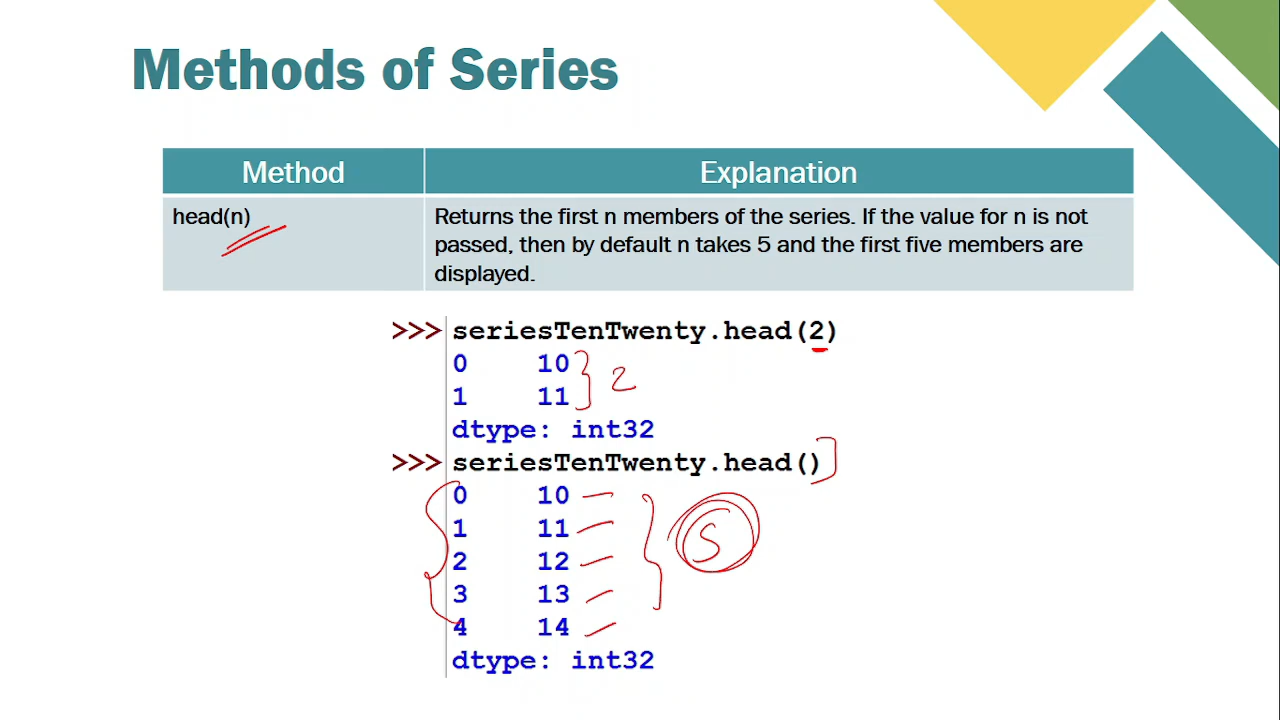 Methods of Series
Method Explanation
head(n) Returns the first n members of the series. If the value for n is not
passed, then by default n takes 5 and the first five members are
displayed.
>>> seriesTenTwenty.head(2)
0 10
1 11
2
dtype: int32
>>> seriesTenTwenty.head()
0 10
1 11
2 12
3 13
4 14
5
dtype: int32